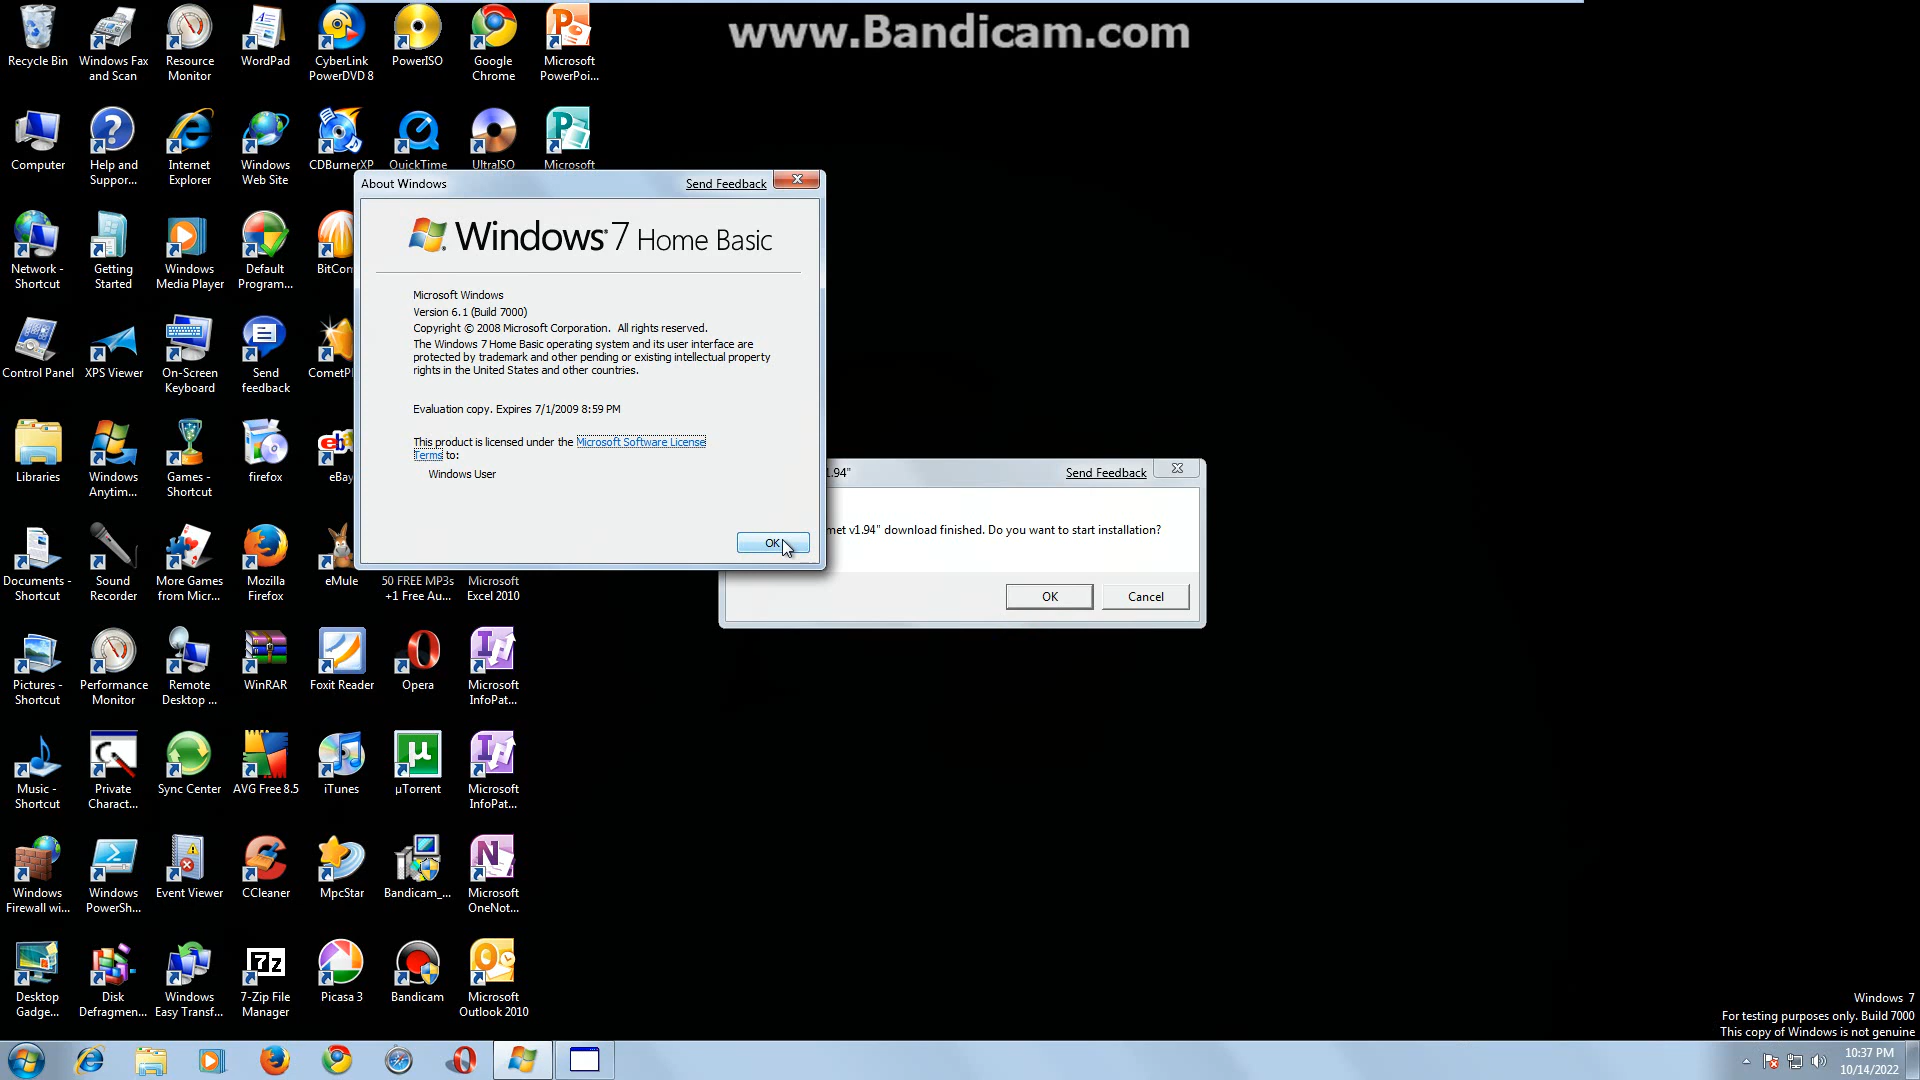 www.Bandicam.com
Recycle Bin
Windows Fax
and Scan
Resource
Monitor
WordPad
CyberLink
PowerDVD 8
PowerISO
Google
Chrome
Microsoft
PowerPoi...
Computer
Help and
Suppor...
Internet
Explorer
Windows
Web Site
CDBurnerXP
QuickTime
UltraISO
Microsoft
About Windows
Send Feedback
Windows 7 Home Basic
Microsoft Windows
Version 6.1 (Build 7000)
Copyright © 2008 Microsoft Corporation. All rights reserved.
The Windows 7 Home Basic operating system and its user interface are
protected by trademark and other pending or existing intellectual property
rights in the United States and other countries.
Evaluation copy. Expires 7/1/2009 8:59 PM
This product is licensed under the Microsoft Software License
Terms to:
Windows User
OK
v1.94"
Send Feedback
met v1.94" download finished. Do you want to start installation?
OK
Cancel
Network -
Shortcut
Getting
Started
Windows
Media Player
Default
Program...
BitCom
Control Panel
XPS Viewer
On-Screen
Keyboard
Send
feedback
CometPl
Libraries
Windows
Anytim...
Games -
Shortcut
firefox
eBay
Documents -
Shortcut
Sound
Recorder
More Games
from Micr...
Mozilla
Firefox
eMule
50 FREE MP3s
+1 Free Au...
Microsoft
Excel 2010
Pictures -
Shortcut
Performance
Monitor
Remote
Desktop ...
WinRAR
Foxit Reader
Opera
Microsoft
InfoPat...
Music -
Shortcut
Private
Charact...
Sync Center
AVG Free 8.5
iTunes
µTorrent
Microsoft
InfoPat...
Windows
Firewall wi...
Windows
PowerSh...
Event Viewer
CCleaner
MpcStar
Bandicam_...
Microsoft
OneNot...
Desktop
Gadge...
Disk
Defragmen...
Windows
Easy Transf...
7-Zip File
Manager
Picasa 3
Bandicam
Microsoft
Outlook 2010
Windows 7
For testing purposes only. Build 7000
This copy of Windows is not genuine
10:37 PM
10/14/2022